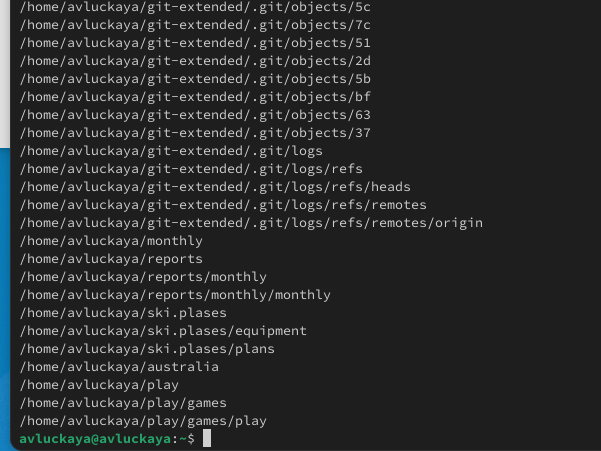 /home/avluckaya/git-extended/.git/objects/5c
/home/avluckaya/git-extended/.git/objects/7c
/home/avluckaya/git-extended/.git/objects/51
/home/avluckaya/git-extended/.git/objects/2d
/home/avluckaya/git-extended/.git/objects/5b
/home/avluckaya/git-extended/.git/objects/bf
/home/avluckaya/git-extended/.git/objects/63
/home/avluckaya/git-extended/.git/objects/37
/home/avluckaya/git-extended/.git/logs
/home/avluckaya/git-extended/.git/logs/refs
/home/avluckaya/git-extended/.git/logs/refs/heads
/home/avluckaya/git-extended/.git/logs/refs/remotes
/home/avluckaya/git-extended/.git/logs/refs/remotes/origin
/home/avluckaya/monthly
/home/avluckaya/reports
/home/avluckaya/reports/monthly
/home/avluckaya/reports/monthly/monthly
/home/avluckaya/ski.plases
/home/avluckaya/ski.plases/equipment
/home/avluckaya/ski.plases/plans
/home/avluckaya/australia
/home/avluckaya/play
/home/avluckaya/play/games
/home/avluckaya/play/games/play
avluckaya@avluckaya:~$